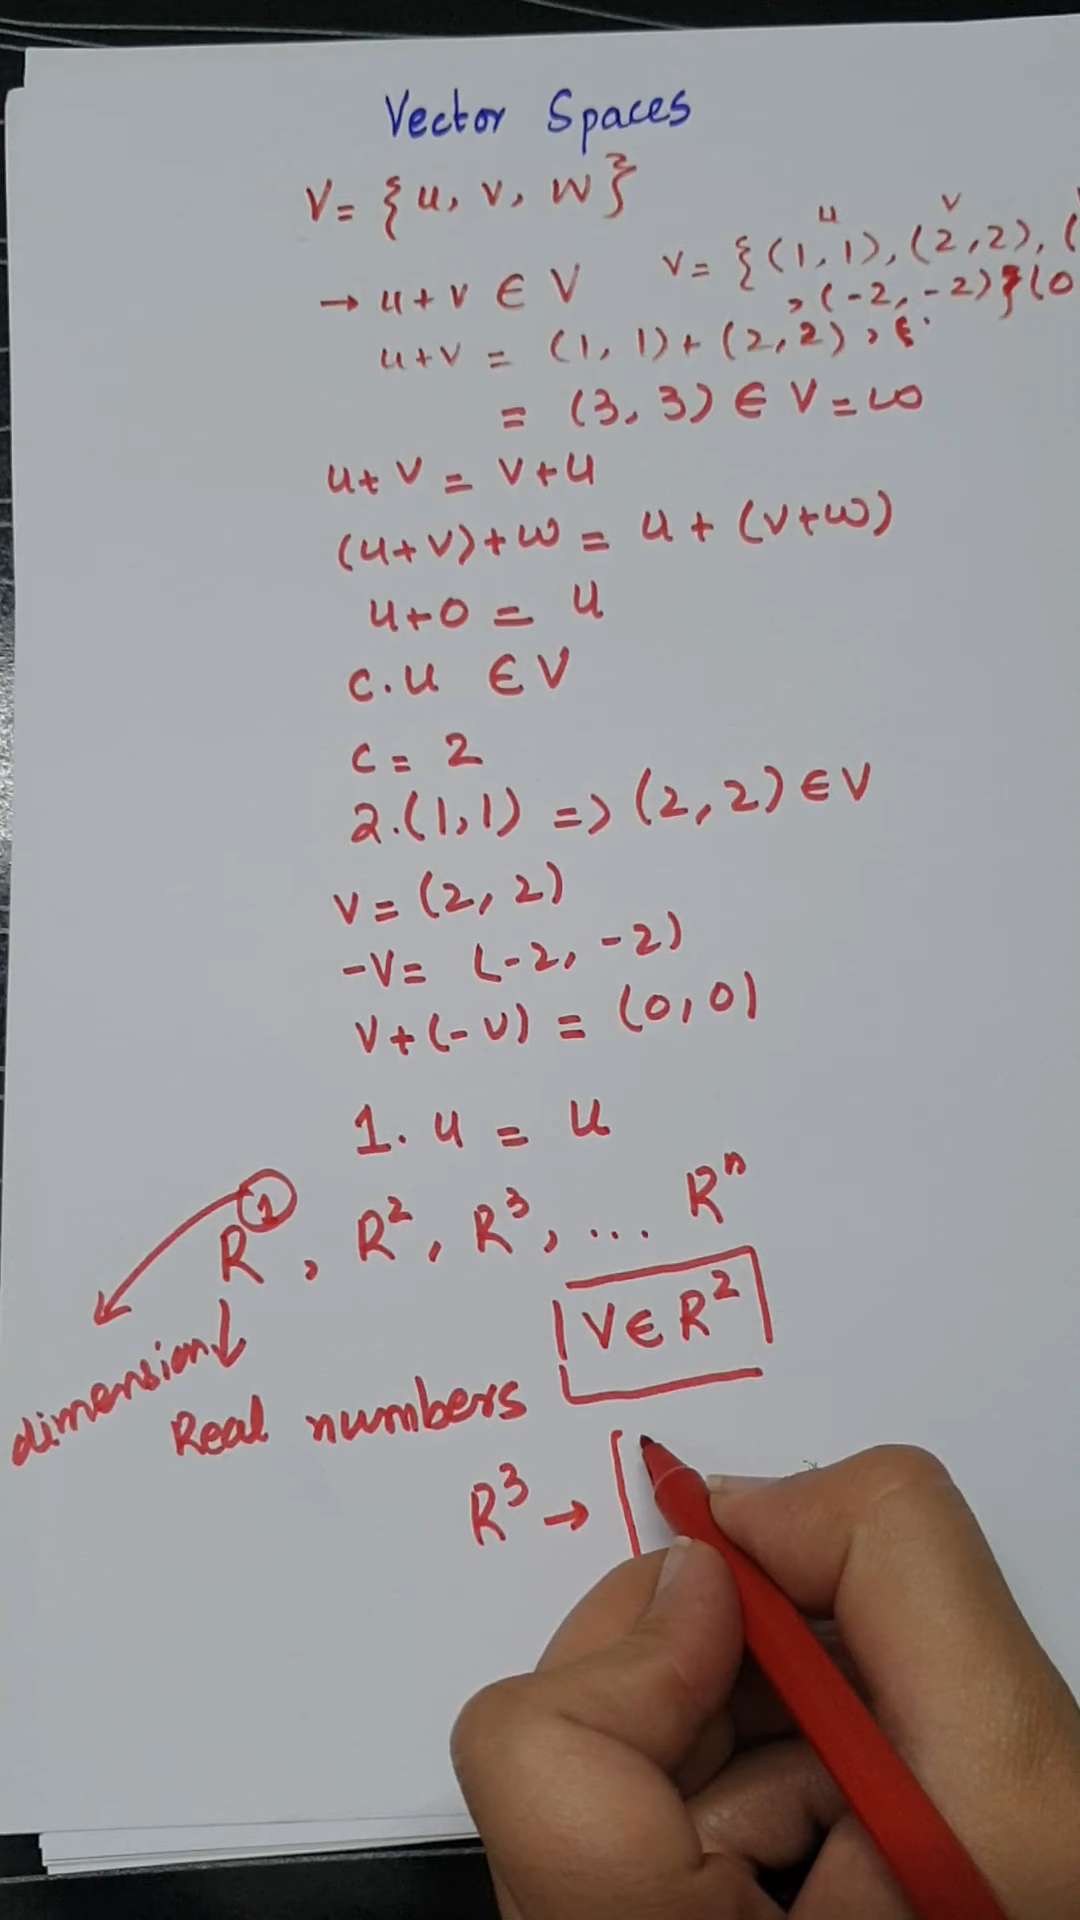 Vector Spaces
V = {u, v, w}
u v
V = {(1, 1), (2, 2), (
, (-2, -2)} (0
→ u + v ∈ V
u + v = (1, 1) + (2, 2)
= (3, 3) ∈ V = w
u + v = v + u
(u + v) + w = u + (v + w)
u + 0 = u
c . u ∈ V
c = 2
2 . (1, 1) => (2, 2) ∈ V
V = (2, 2)
-V = (-2, -2)
V + (-V) = (0, 0)
1 . u = u
R¹, R², R³, ... Rⁿ
V ∈ R²
dimension
Real numbers
R³ → [